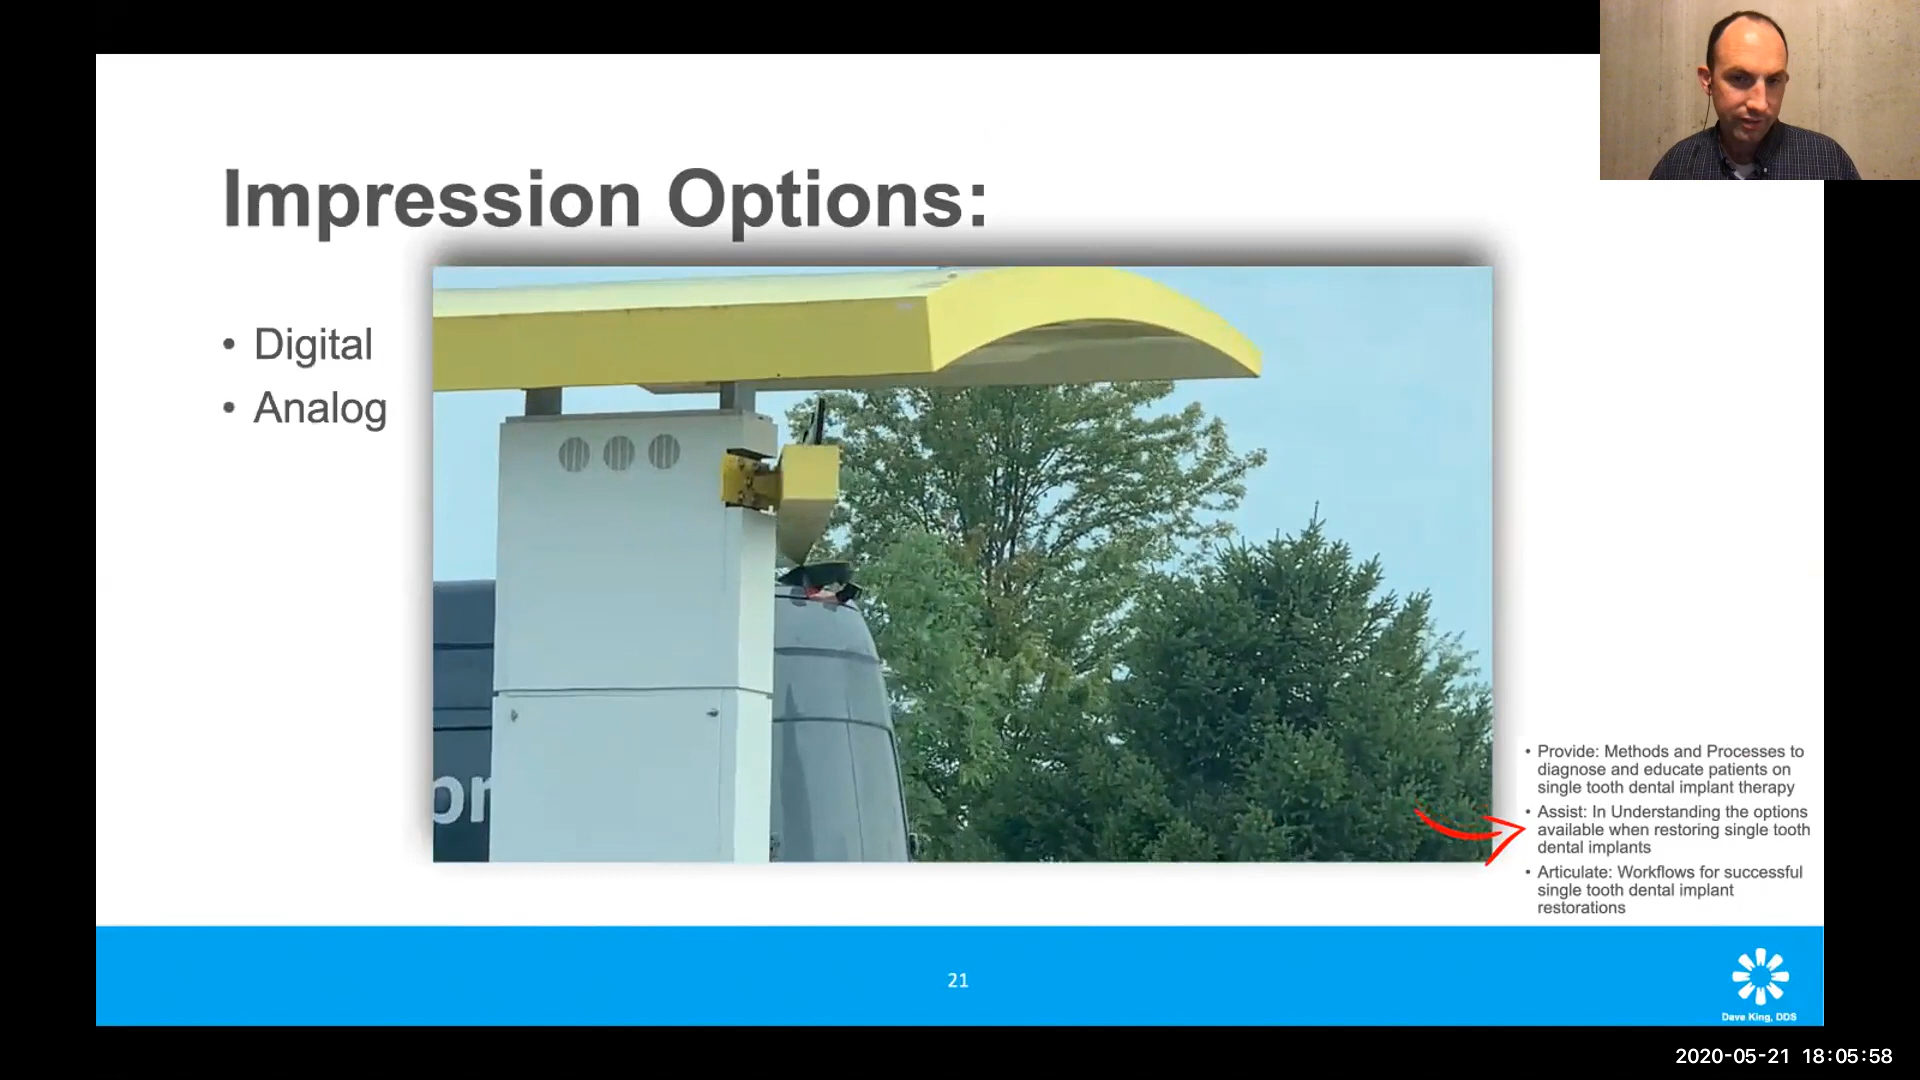 Impression Options:
• Digital
• Analog
or
• Provide: Methods and Processes to
diagnose and educate patients on
single tooth dental implant therapy
• Assist: In Understanding the options
available when restoring single tooth
dental implants
• Articulate: Workflows for successful
single tooth dental implant
restorations
21
Dave King, DDS
2020-05-21 18:05:58